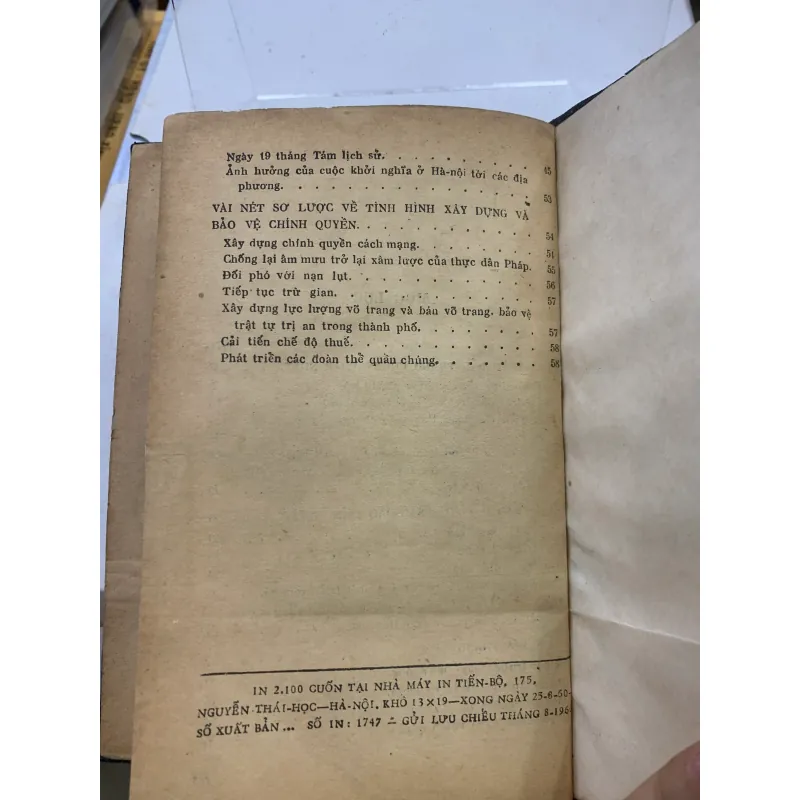 Ngày 19 tháng Tám lịch sử. . . . . . . . . 45
Ảnh hưởng của cuộc khởi nghĩa ở Hà-nội tới các địa
phương. . . . . . . . . . . . . 53
VÀI NÉT SƠ LƯỢC VỀ TÌNH HÌNH XÂY DỰNG VÀ
BẢO VỆ CHÍNH QUYỀN. . . . . . . . . . 54
Xây dựng chính quyền cách mạng. . . . . . . 54
Chống lại âm mưu trở lại xâm lược của thực dân Pháp. 55
Đối phó với nạn lụt. . . . . . . . . . . 56
Tiếp tục trừ gian. . . . . . . . . . . 57
Xây dựng lực lượng võ trang và bán võ trang. bảo vệ
trật tự trị an trong thành phố. . . . . . . 57
Cải tiến chế độ thuế. . . . . . . . . . . 58
Phát triển các đoàn thể quần chúng. . . . . . 58
IN 2.100 CUỐN TẠI NHÀ MÁY IN TIẾN-BỘ, 175,
NGUYỄN THÁI-HỌC—HÀ-NỘI. KHỔ 13×19—XONG NGÀY 25-8-60-
SỐ XUẤT BẢN ... SỐ IN: 1747 — GỬI LƯU CHIỂU THÁNG 8-196